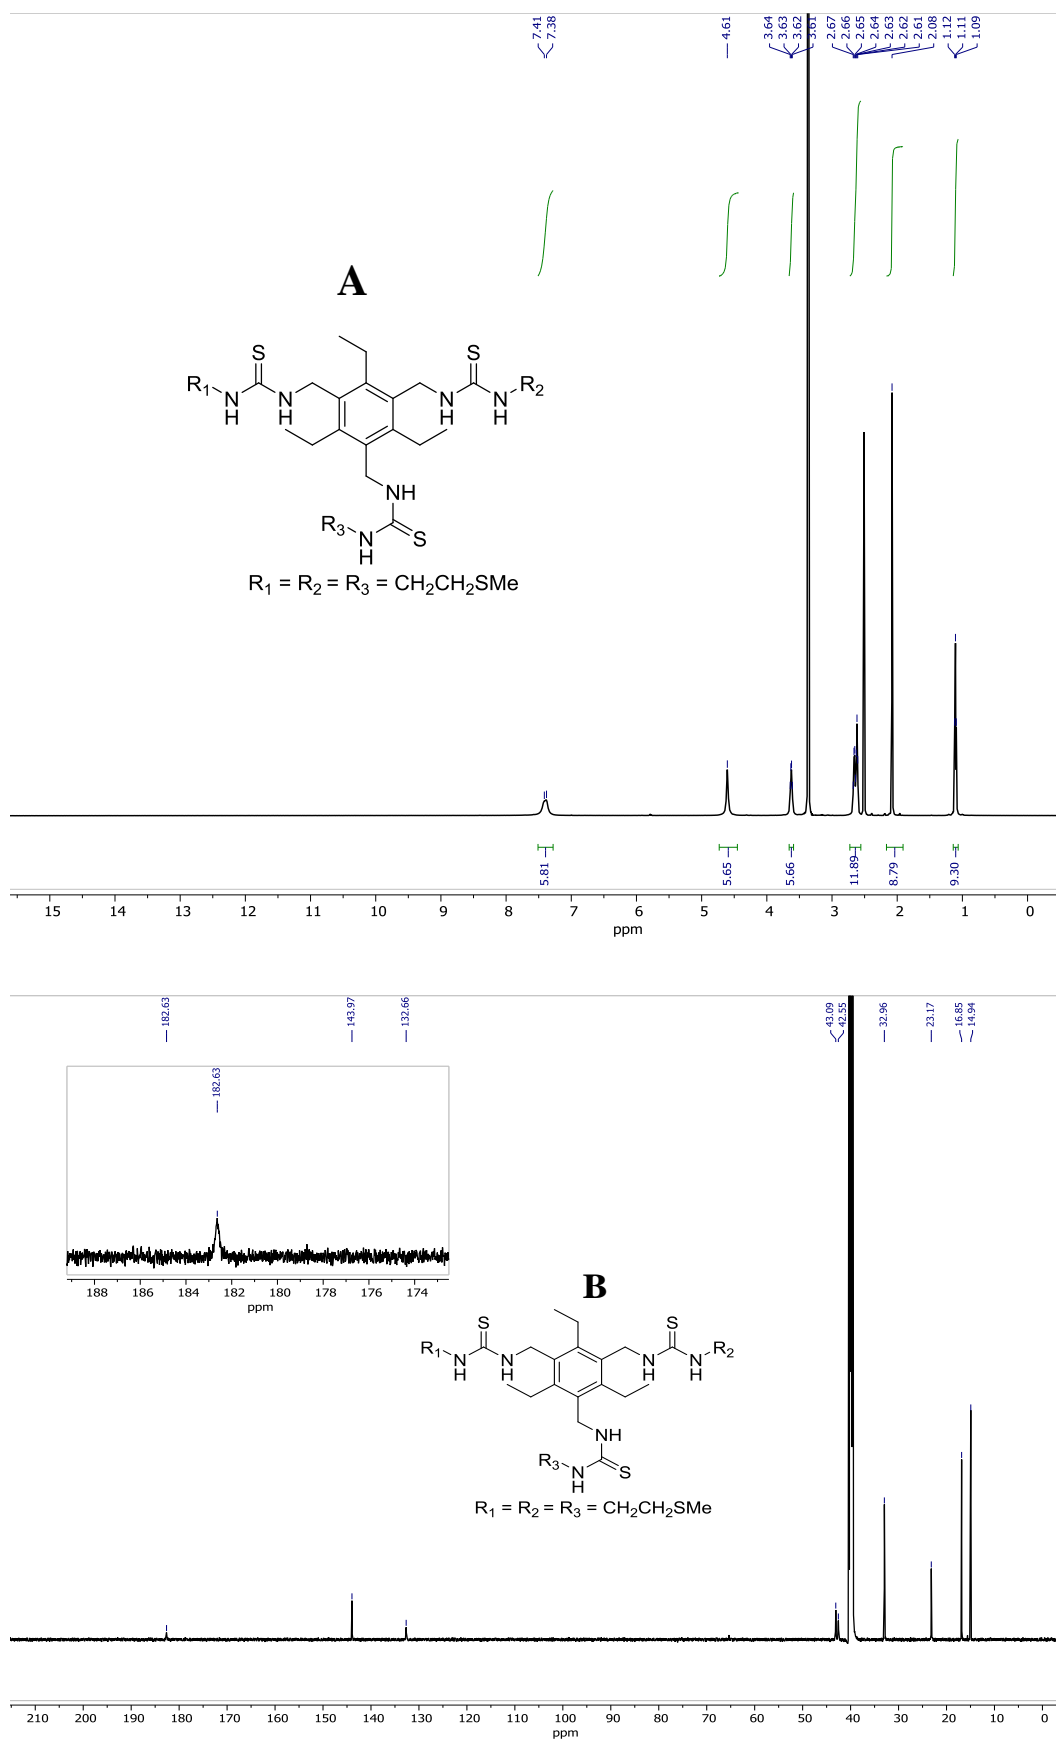 7.41
7.38
4.61
3.64
3.63
3.62
3.61
2.67
2.66
2.65
2.64
2.63
2.62
2.61
2.08
1.12
1.11
1.09
A
S
S
R1
N
H
N
H
N
H
N
H
R2
NH
R3
N
H
S
R1 = R2 = R3 = CH2CH2SMe
5.81
5.65
5.66
11.89
8.79
9.30
15 14 13 12 11 10 9 8 7 6 5 4 3 2 1 0
ppm
182.63
143.97
132.66
43.09
42.55
32.96
23.17
16.85
14.94
182.63
188 186 184 182 180 178 176 174
ppm
B
S
S
R1
N
H
N
H
N
H
N
H
R2
NH
R3
N
H
S
R1 = R2 = R3 = CH2CH2SMe
210 200 190 180 170 160 150 140 130 120 110 100 90 80 70 60 50 40 30 20 10 0
ppm